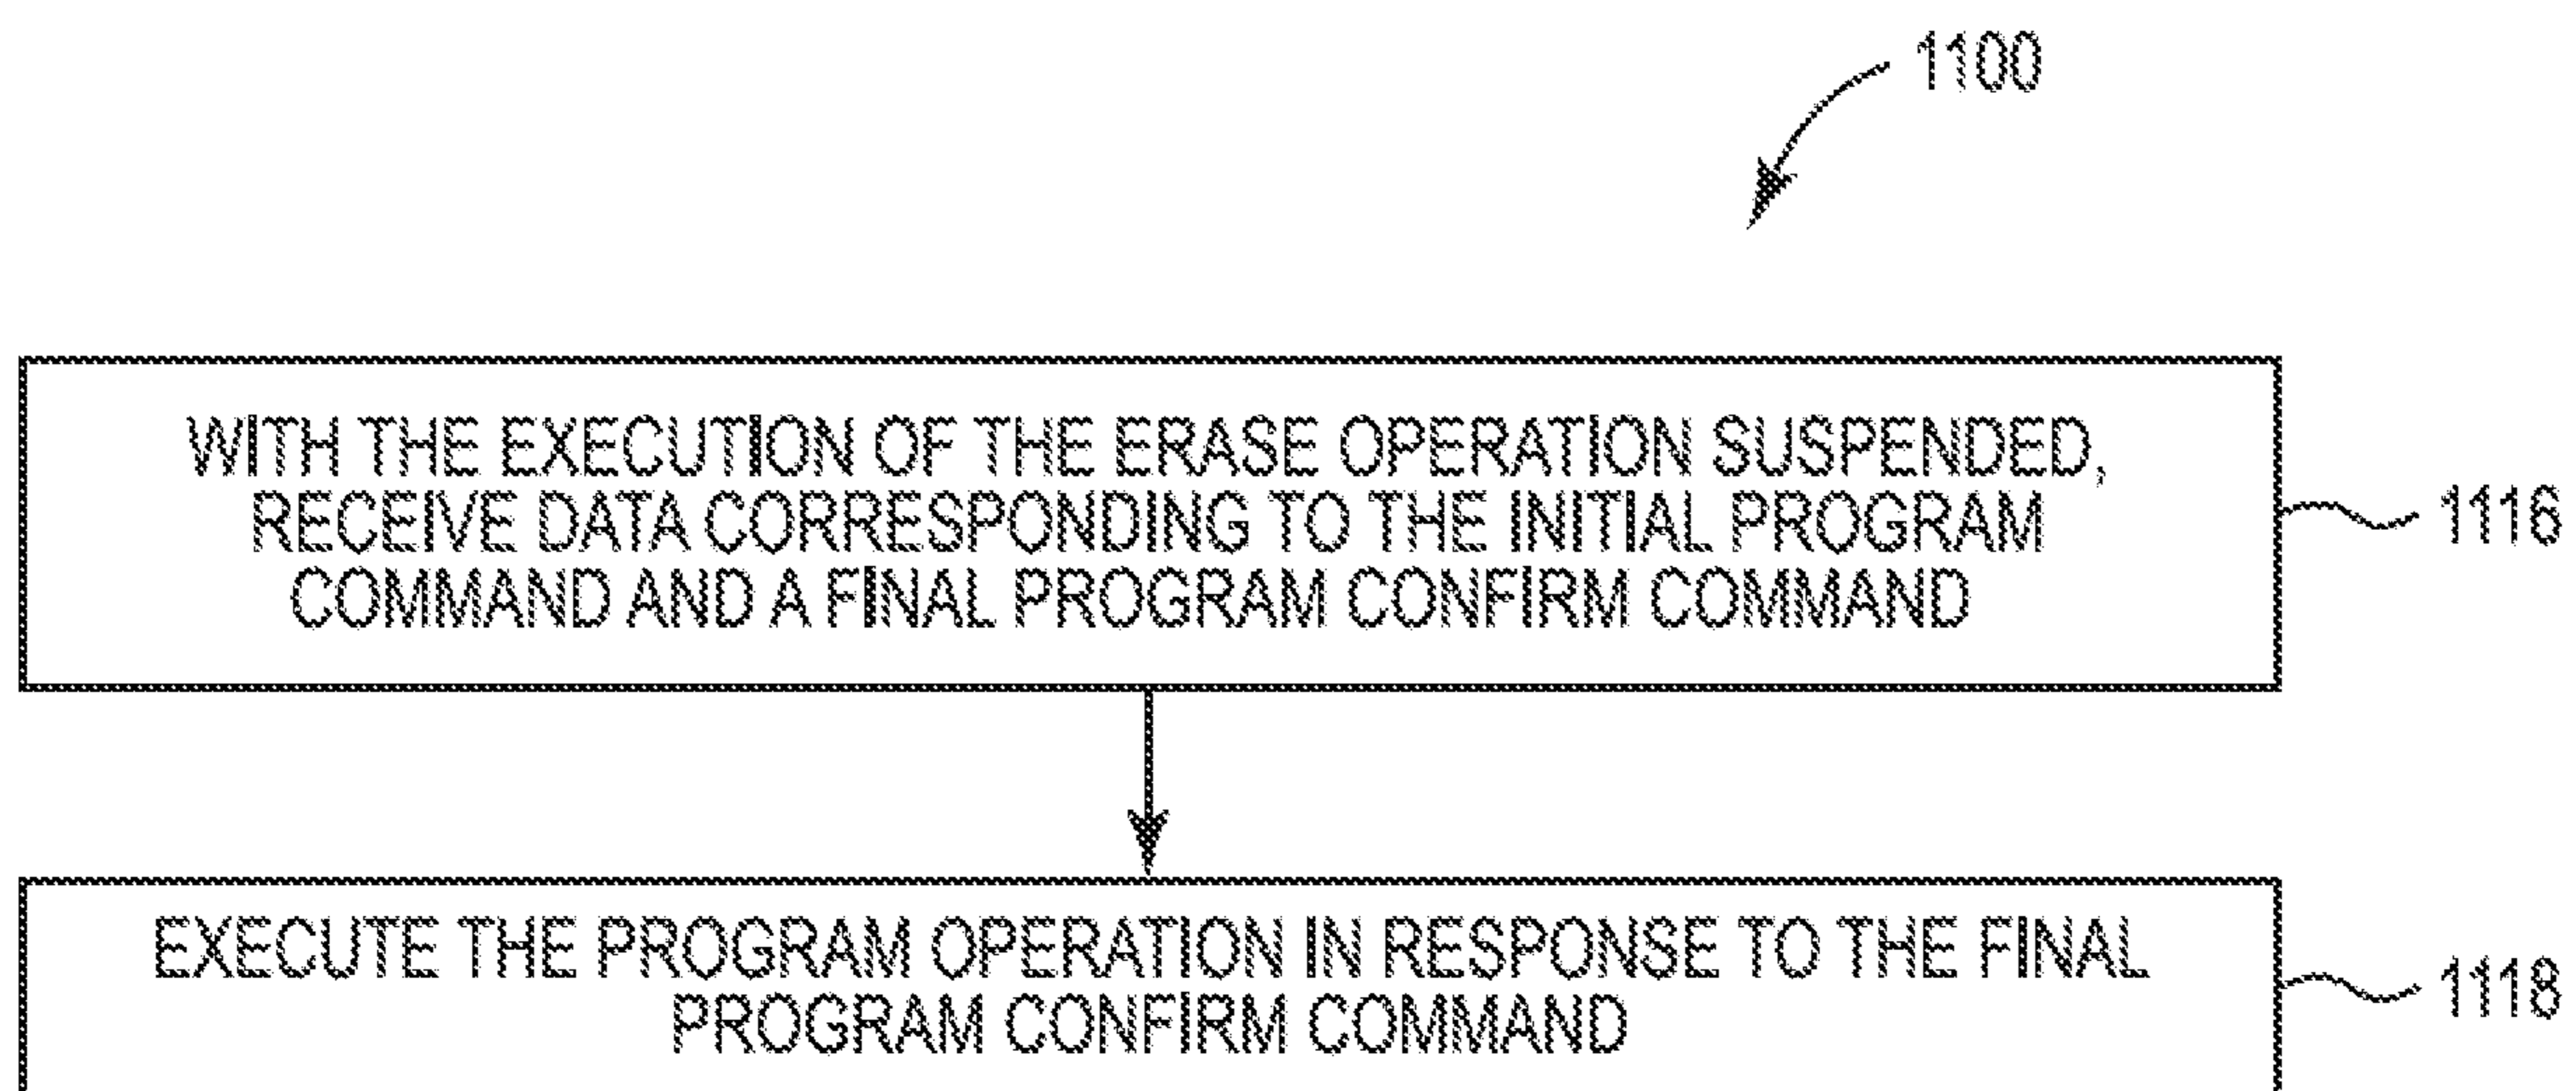 1100
WITH THE EXECUTION OF THE ERASE OPERATION SUSPENDED,
RECEIVE DATA CORRESPONDING TO THE INITIAL PROGRAM
COMMAND AND A FINAL PROGRAM CONFIRM COMMAND
1116
EXECUTE THE PROGRAM OPERATION IN RESPONSE TO THE FINAL
PROGRAM CONFIRM COMMAND
1118